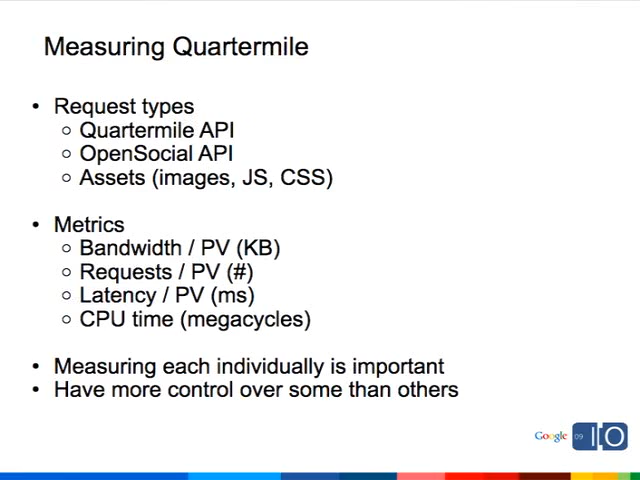 Measuring Quartermile
• Request types
○ Quartermile API
○ OpenSocial API
○ Assets (images, JS, CSS)
• Metrics
○ Bandwidth / PV (KB)
○ Requests / PV (#)
○ Latency / PV (ms)
○ CPU time (megacycles)
• Measuring each individually is important
• Have more control over some than others
Google 09 I/O